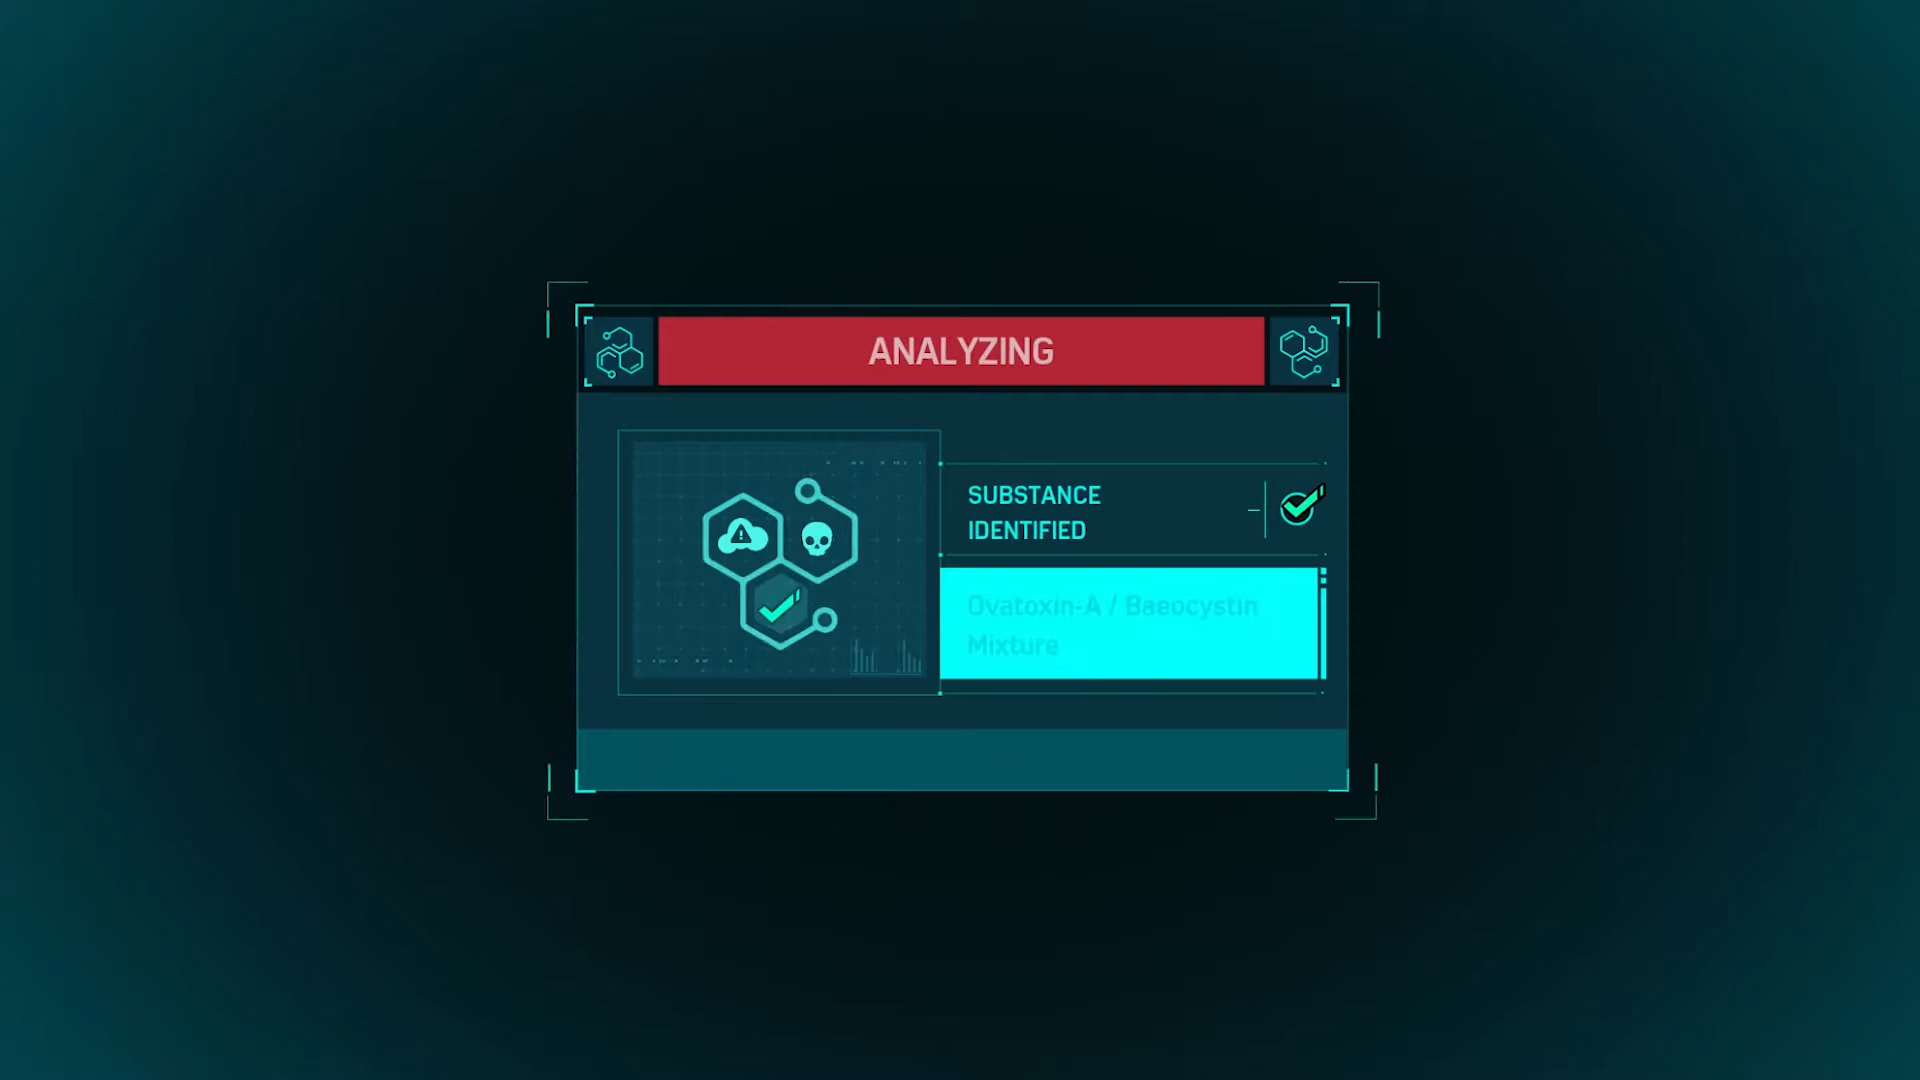 ANALYZING
SUBSTANCE
IDENTIFIED
Ovatoxin-A / Baeocystin
Mixture